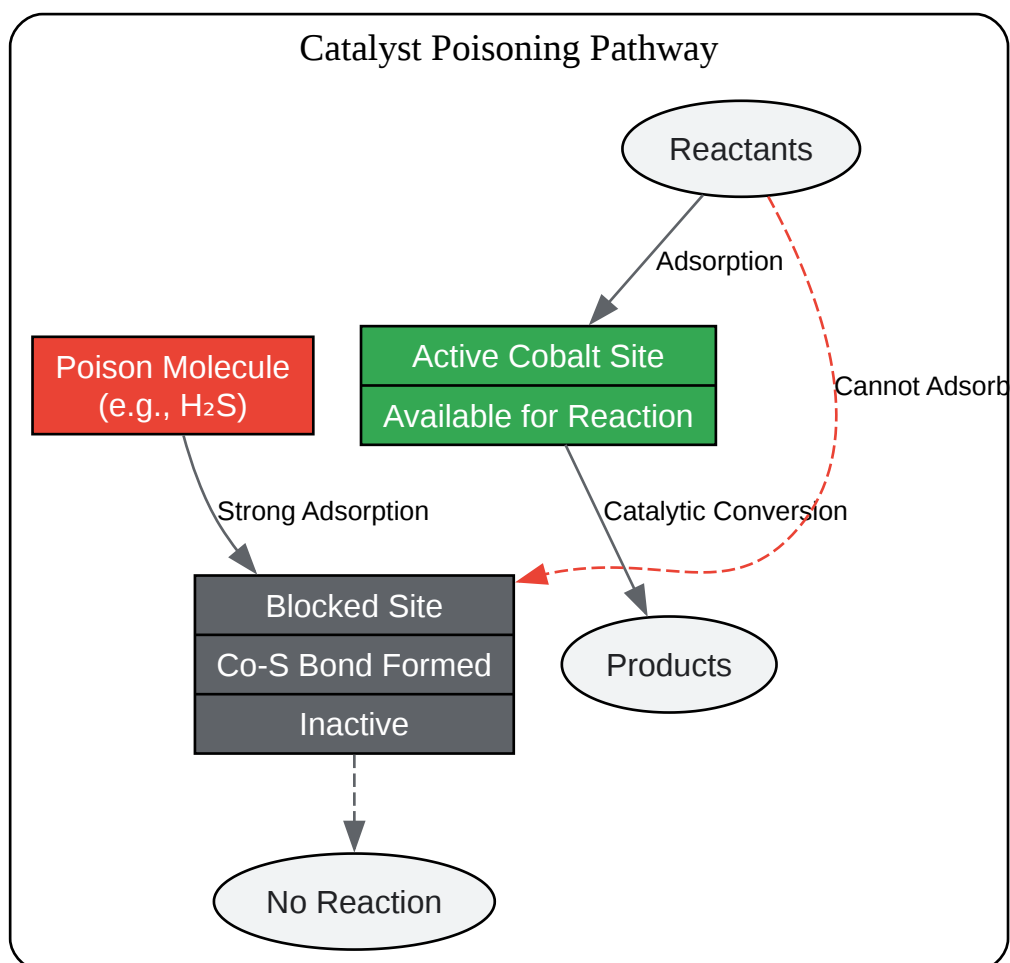 Catalyst Poisoning Pathway
Reactants
Adsorption
Poison Molecule
(e.g., H₂S)
Active Cobalt Site
Available for Reaction
Cannot Adsorb
Strong Adsorption
Catalytic Conversion
Blocked Site
Co-S Bond Formed
Inactive
Products
No Reaction